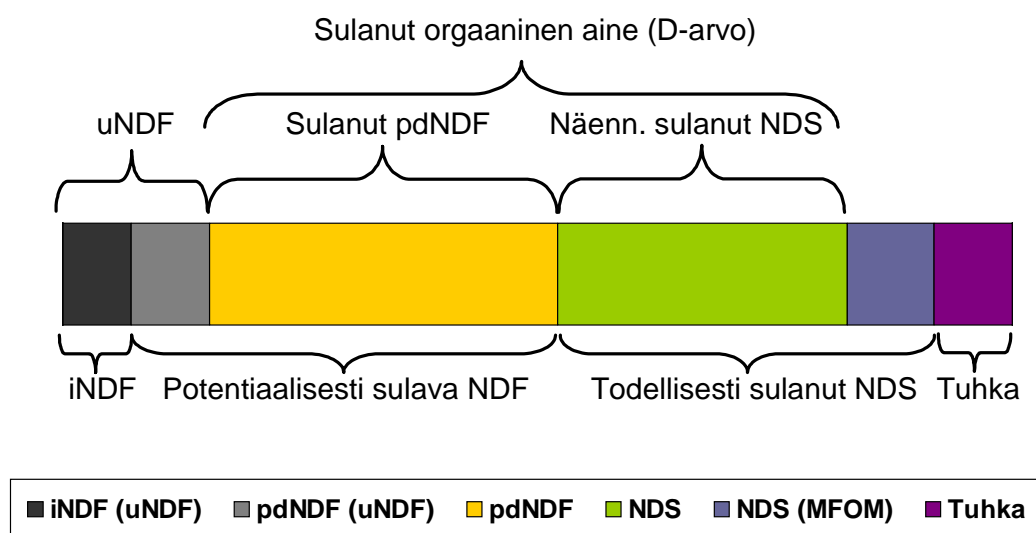 Sulanut orgaaninen aine (D-arvo)
uNDF Sulanut pdNDF Näenn. sulanut NDS
iNDF Potentiaalisesti sulava NDF Todellisesti sulanut NDS Tuhka
iNDF (uNDF) pdNDF (uNDF) pdNDF NDS NDS (MFOM) Tuhka